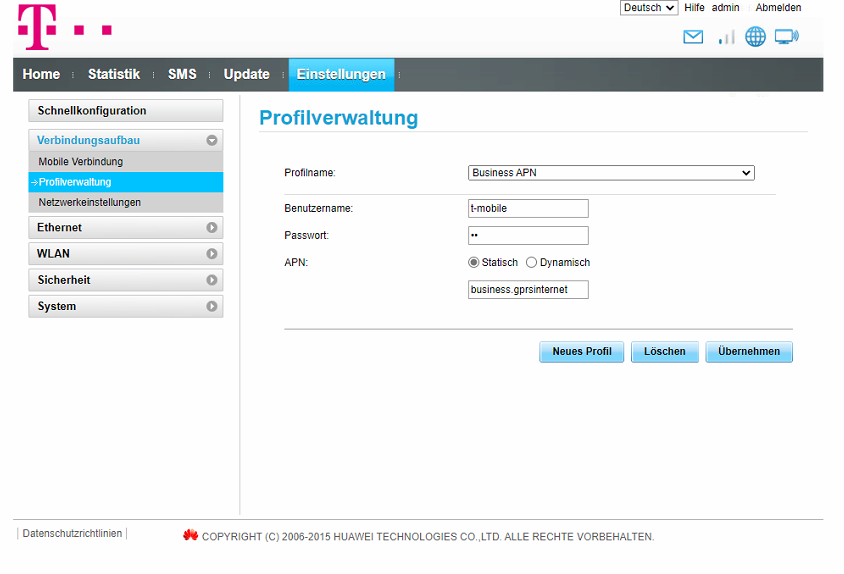 Deutsch Hilfe admin Abmelden
T
Home Statistik SMS Update Einstellungen
Schnellkonfiguration
Verbindungsaufbau
Mobile Verbindung
Profilverwaltung
Netzwerkeinstellungen
Ethernet
WLAN
Sicherheit
System
Profilverwaltung
Profilname: Business APN
Benutzername: t-mobile
Passwort: ••
APN: Statisch Dynamisch
business.gprsinternet
Neues Profil Löschen Übernehmen
Datenschutzrichtlinien COPYRIGHT (C) 2006-2015 HUAWEI TECHNOLOGIES CO.,LTD. ALLE RECHTE VORBEHALTEN.